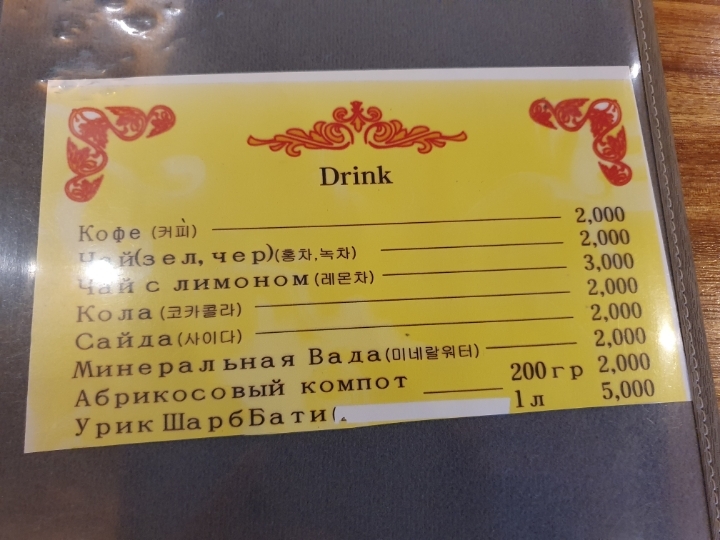 Drink
Кофе (커피) 2,000
Чай(зел, чер)(홍차,녹차) 2,000
Чай с лимоном(레몬차) 3,000
Кола (코카콜라) 2,000
Сайда (사이다) 2,000
Минеральная Вада(미네랄워터) 2,000
Абрикосовый компот 200 гр 2,000
Урик ШарбБати( 1 л 5,000